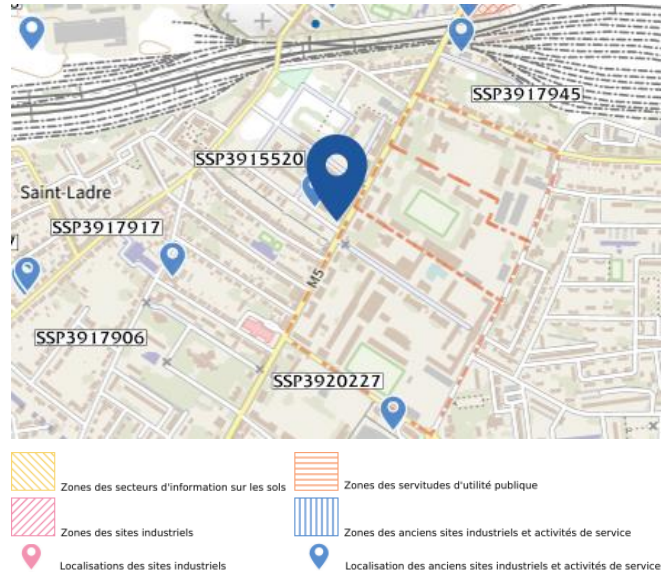 SSP3917945
SSP3915520
Saint-Ladre
SSP3917917
M5
SSP3917906
SSP3920227
Zones des secteurs d'information sur les sols
Zones des servitudes d'utilité publique
Zones des sites industriels
Zones des anciens sites industriels et activités de service
Localisations des sites industriels
Localisation des anciens sites industriels et activités de service